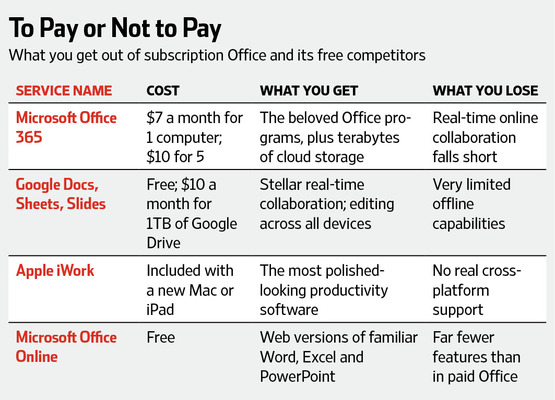 To Pay or Not to Pay
What you get out of subscription Office and its free competitors
SERVICE NAME COST WHAT YOU GET WHAT YOU LOSE
Microsoft Office $7 a month for The beloved Office pro- Real-time online
365 1 computer; grams, plus terabytes collaboration
$10 for 5 of cloud storage falls short
Google Docs, Free; $10 a Stellar real-time Very limited
Sheets, Slides month for collaboration; editing offline
1TB of Google across all devices capabilities
Drive
Apple iWork Included with The most polished- No real cross-
a new Mac or looking productivity platform
iPad software support
Microsoft Office Free Web versions of familiar Far fewer
Online Word, Excel and features than
PowerPoint in paid Office